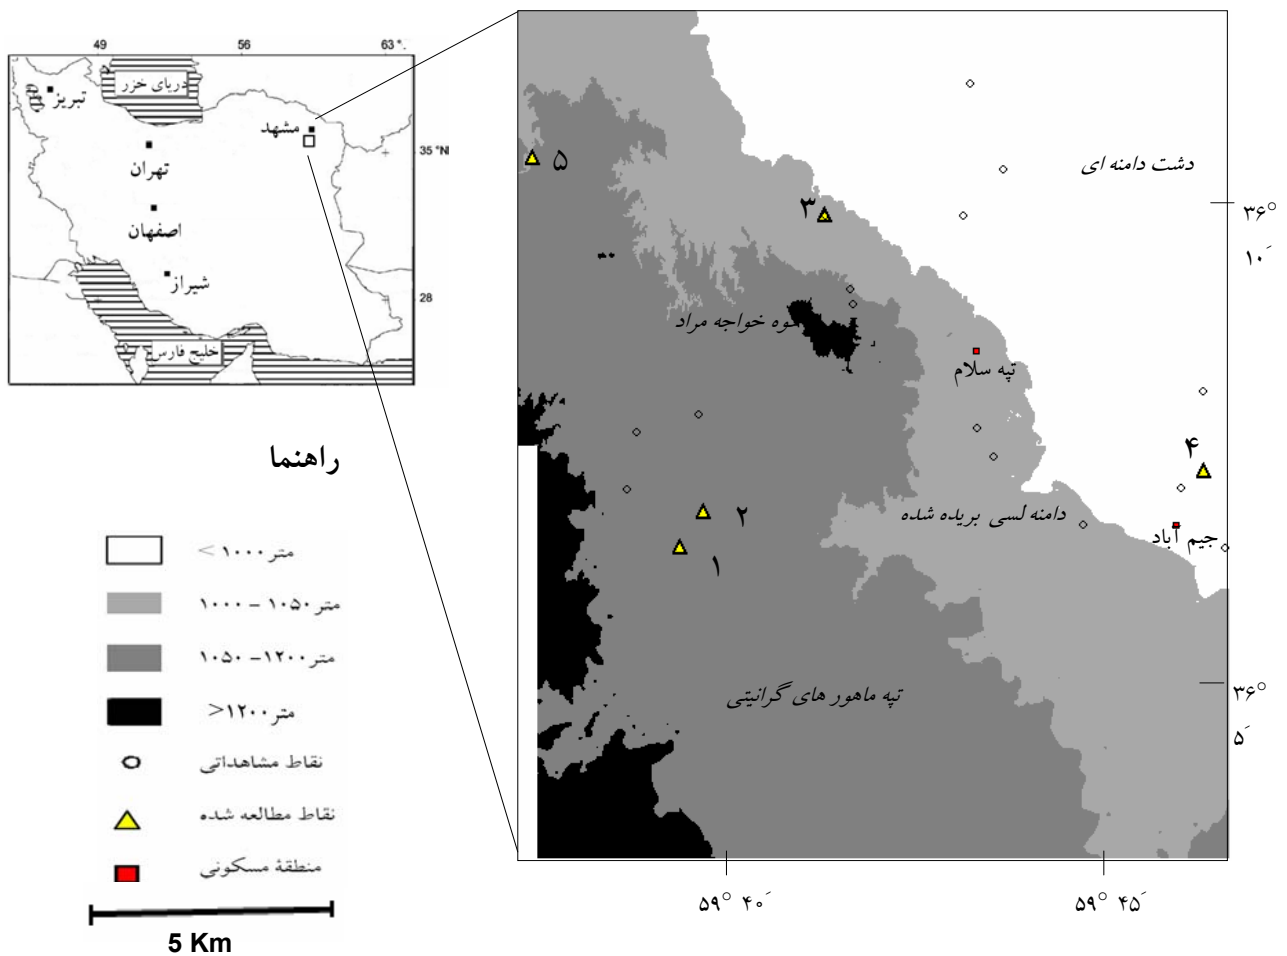 49 56 63 °.
دریای خزر
تبریز
مشهد
35 °N
تهران
اصفهان
شیراز
28
خلیج فارس
راهنما
< ۱۰۰۰ متر
۱۰۰۰ – ۱۰۵۰ متر
۱۰۵۰ – ۱۲۰۰ متر
>۱۲۰۰ متر
نقاط مشاهداتی
نقاط مطالعه شده
منطقهٔ مسکونی
5 Km
دشت دامنه ای
۵
۳
۳۶°
۱۰´
کوه خواجه مراد
تپه سلام
۴
۲
دامنه لسی بریده شده
جیم آباد
۱
تپه ماهور های گرانیتی
۳۶°
۵´
۵۹° ۴۰´
۵۹° ۴۵´